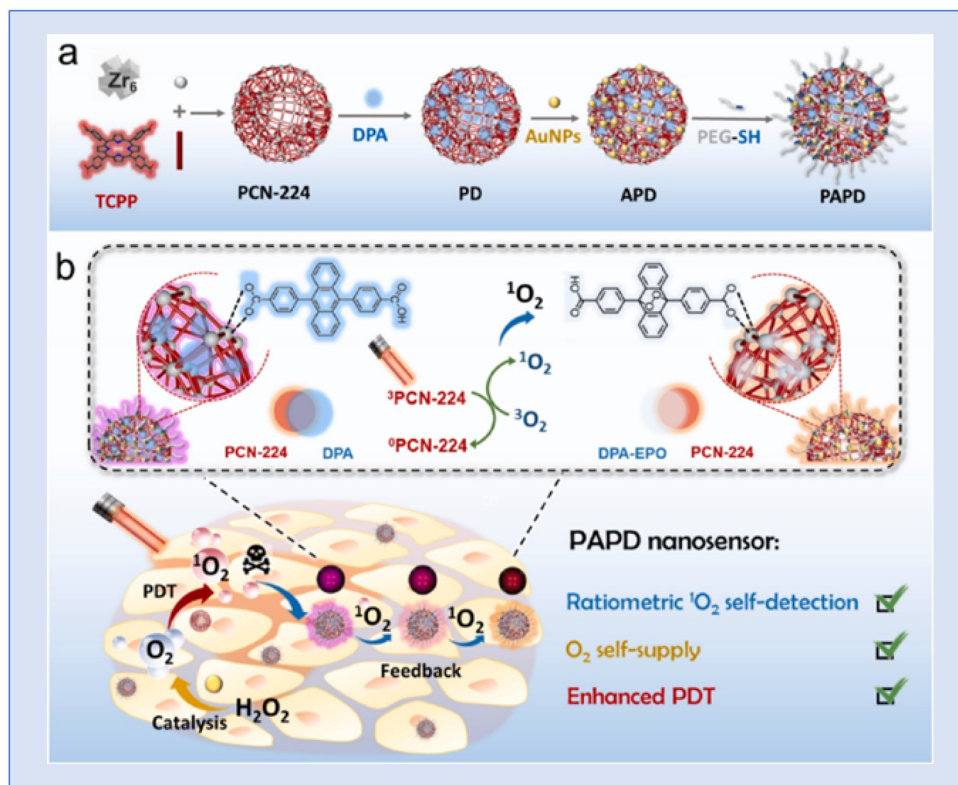 a
Zr6
+
TCPP
PCN-224
DPA
PD
AuNPs
APD
PEG-SH
PAPD
b
O
C
O
O
C
OH
PCN-224
DPA
¹O₂
³PCN-224
¹O₂
³O₂
⁰PCN-224
OH
C
O
O
O
C
O
O
DPA-EPO
PCN-224
PDT
¹O₂
O₂
Catalysis
H₂O₂
¹O₂
¹O₂
Feedback
PAPD nanosensor:
Ratiometric ¹O₂ self-detection
O₂ self-supply
Enhanced PDT